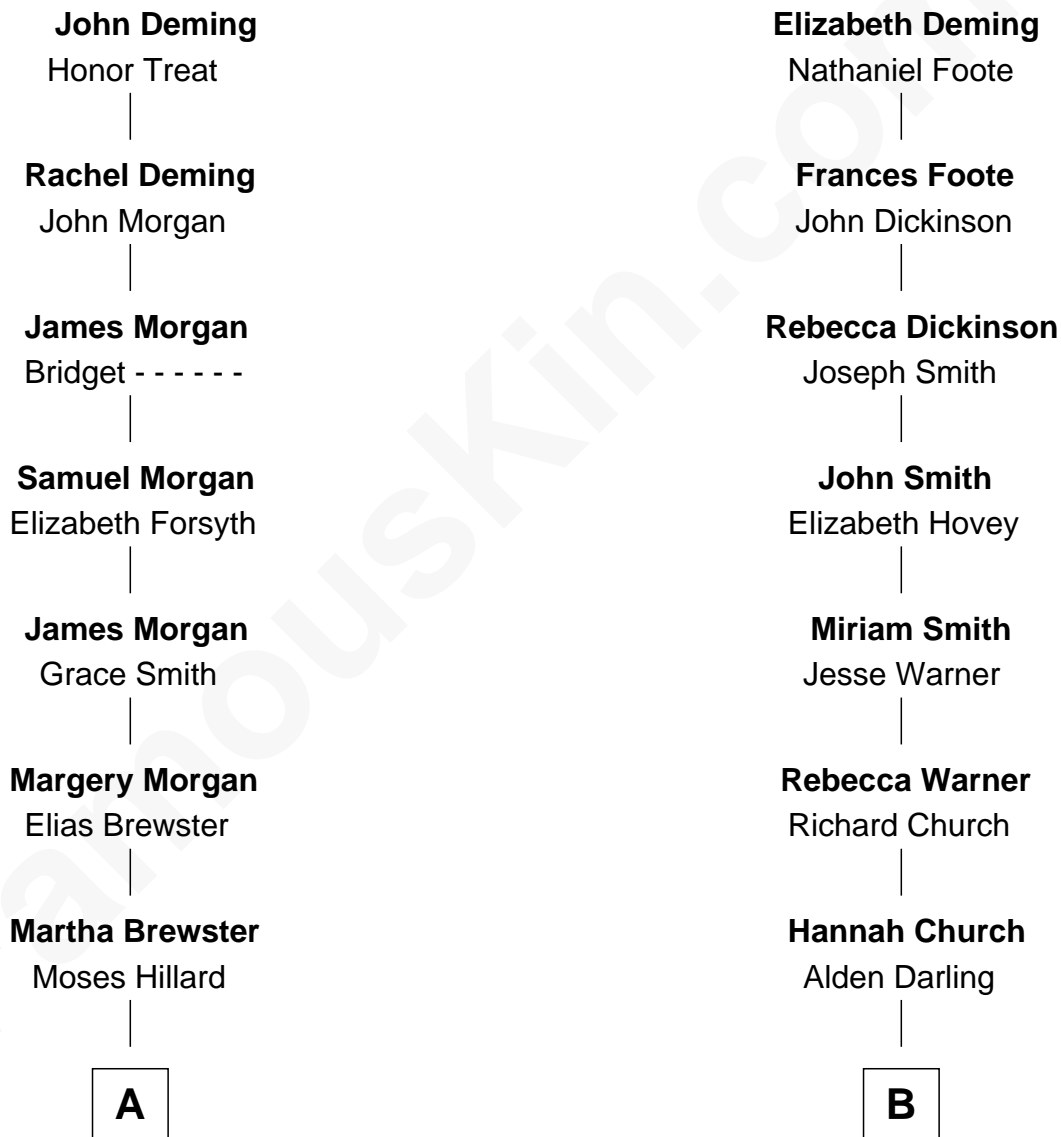 John Deming
Honor Treat
Rachel Deming
John Morgan
James Morgan
Bridget - - - - - -
Samuel Morgan
Elizabeth Forsyth
James Morgan
Grace Smith
Margery Morgan
Elias Brewster
Martha Brewster
Moses Hillard
A
Elizabeth Deming
Nathaniel Foote
Frances Foote
John Dickinson
Rebecca Dickinson
Joseph Smith
John Smith
Elizabeth Hovey
Miriam Smith
Jesse Warner
Rebecca Warner
Richard Church
Hannah Church
Alden Darling
B
amouskin.com